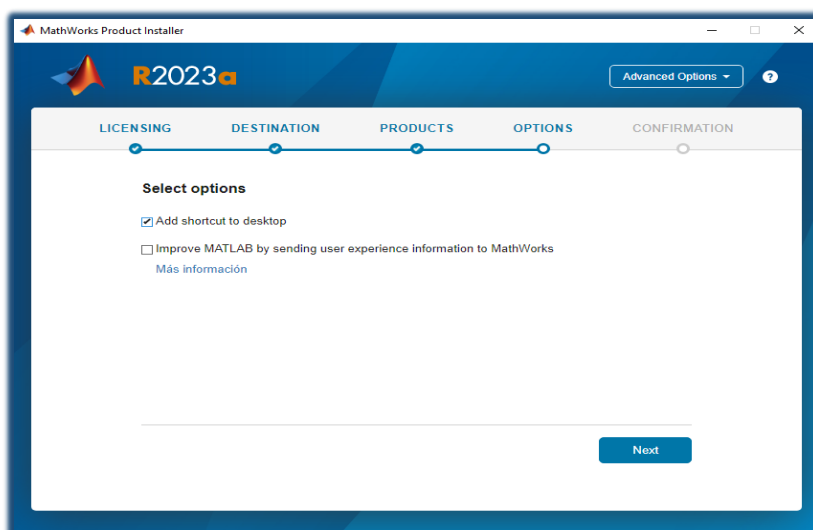 MathWorks Product Installer
R2023a
Advanced Options
?
LICENSING DESTINATION PRODUCTS OPTIONS CONFIRMATION
Select options
Add shortcut to desktop
Improve MATLAB by sending user experience information to MathWorks
Más información
Next